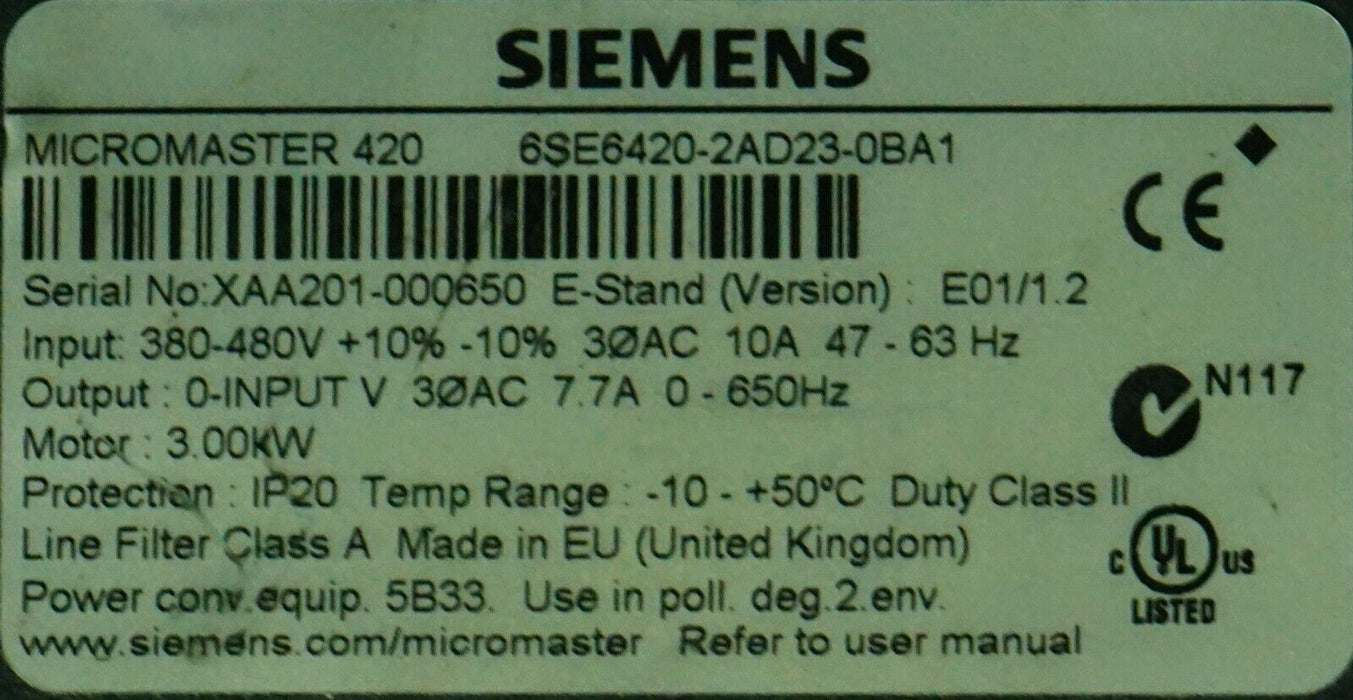 SIEMENS
MICROMASTER 420 6SE6420-2AD23-0BA1
CE
Serial No:XAA201-000650 E-Stand (Version) : E01/1.2
Input: 380-480V +10% -10% 3ØAC 10A 47 - 63 Hz
Output : 0-INPUT V 3ØAC 7.7A 0 - 650Hz
N117
Motor : 3.00kW
Protection : IP20 Temp Range : -10 - +50ºC Duty Class II
Line Filter Class A Made in EU (United Kingdom)
C UL US
LISTED
Power conv.equip. 5B33. Use in poll. deg.2.env.
www.siemens.com/micromaster Refer to user manual